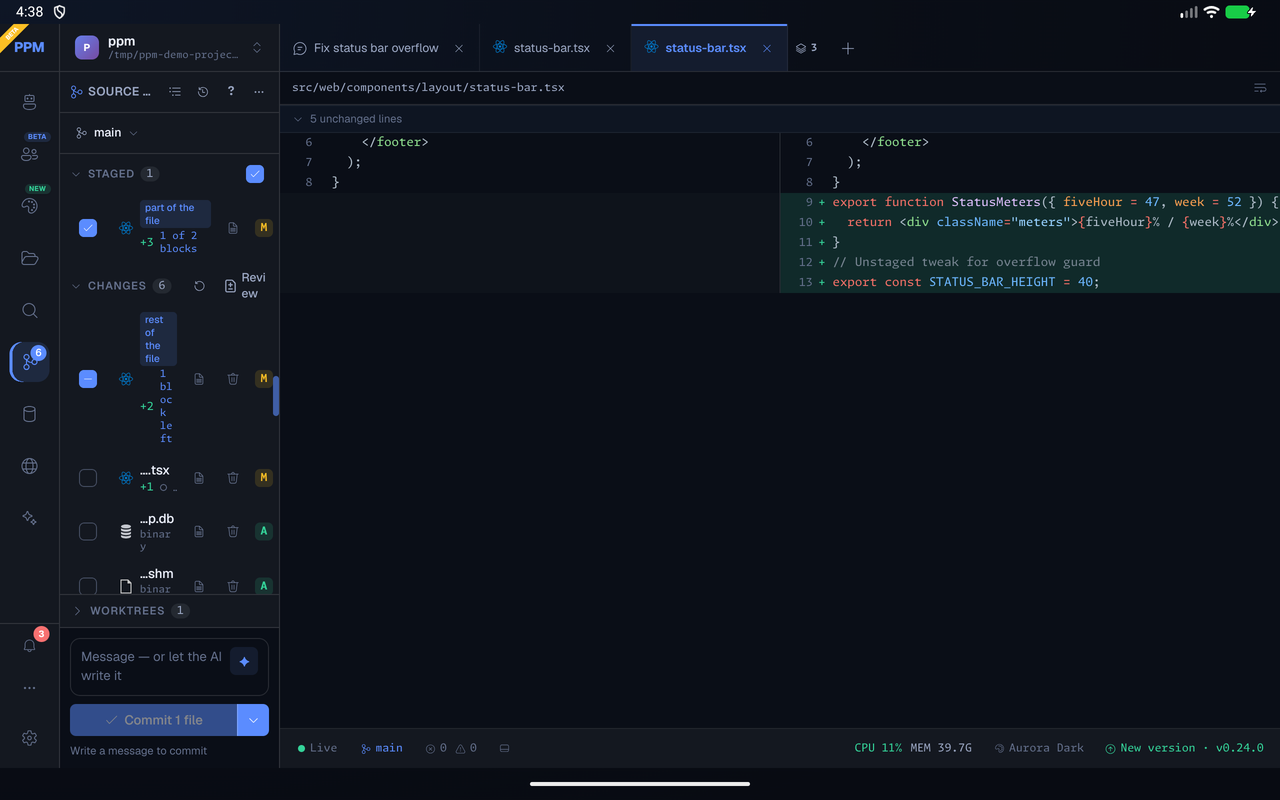 4:38
BETA
PPM
P
ppm
/tmp/ppm-demo-projec…
Fix status bar overflow
status-bar.tsx
status-bar.tsx
3
SOURCE …
?
src/web/components/layout/status-bar.tsx
main
5 unchanged lines
BETA
NEW
6
STAGED 1
part of the
file
+3 1 of 2
blocks
M
CHANGES 6
Revi
ew
rest
of
the
file
+2 1
bl
oc
k
le
ft
M
….tsx
+1 ○ …
M
…p.db
binar
y
A
…shm
binar
A
WORKTREES 1
3
Message — or let the AI
write it
Commit 1 file
Write a message to commit
6 </footer>
7 );
8 }
6 </footer>
7 );
8 }
9 + export function StatusMeters({ fiveHour = 47, week = 52 }) {
10 + return <div className="meters">{fiveHour}% / {week}%</div>
11 + }
12 + // Unstaged tweak for overflow guard
13 + export const STATUS_BAR_HEIGHT = 40;
Live
main
0 0
CPU 11% MEM 39.7G
Aurora Dark
New version · v0.24.0